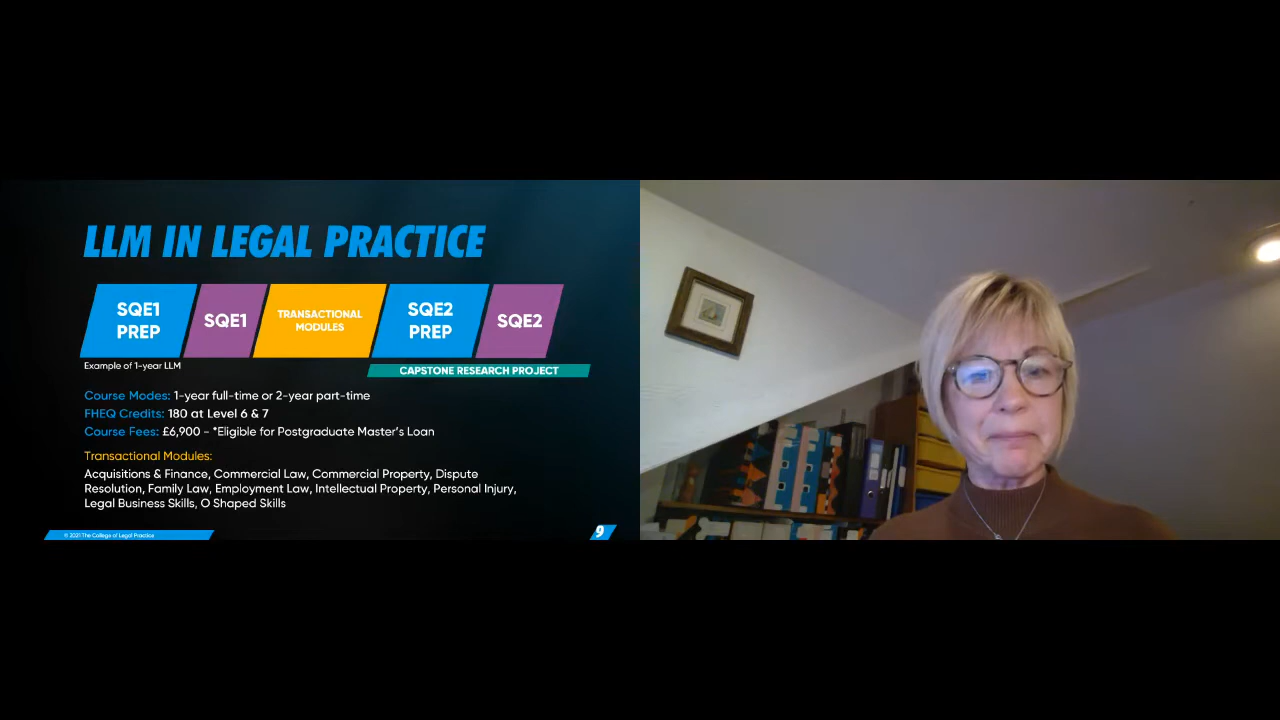 LLM IN LEGAL PRACTICE
SQE1
PREP
SQE1
TRANSACTIONAL
MODULES
SQE2
PREP
SQE2
Example of 1-year LLM
CAPSTONE RESEARCH PROJECT
Course Modes: 1-year full-time or 2-year part-time
FHEQ Credits: 180 at Level 6 & 7
Course Fees: £6,900 - *Eligible for Postgraduate Master's Loan
Transactional Modules:
Acquisitions & Finance, Commercial Law, Commercial Property, Dispute
Resolution, Family Law, Employment Law, Intellectual Property, Personal Injury,
Legal Business Skills, O Shaped Skills
© 2021 The College of Legal Practice
9